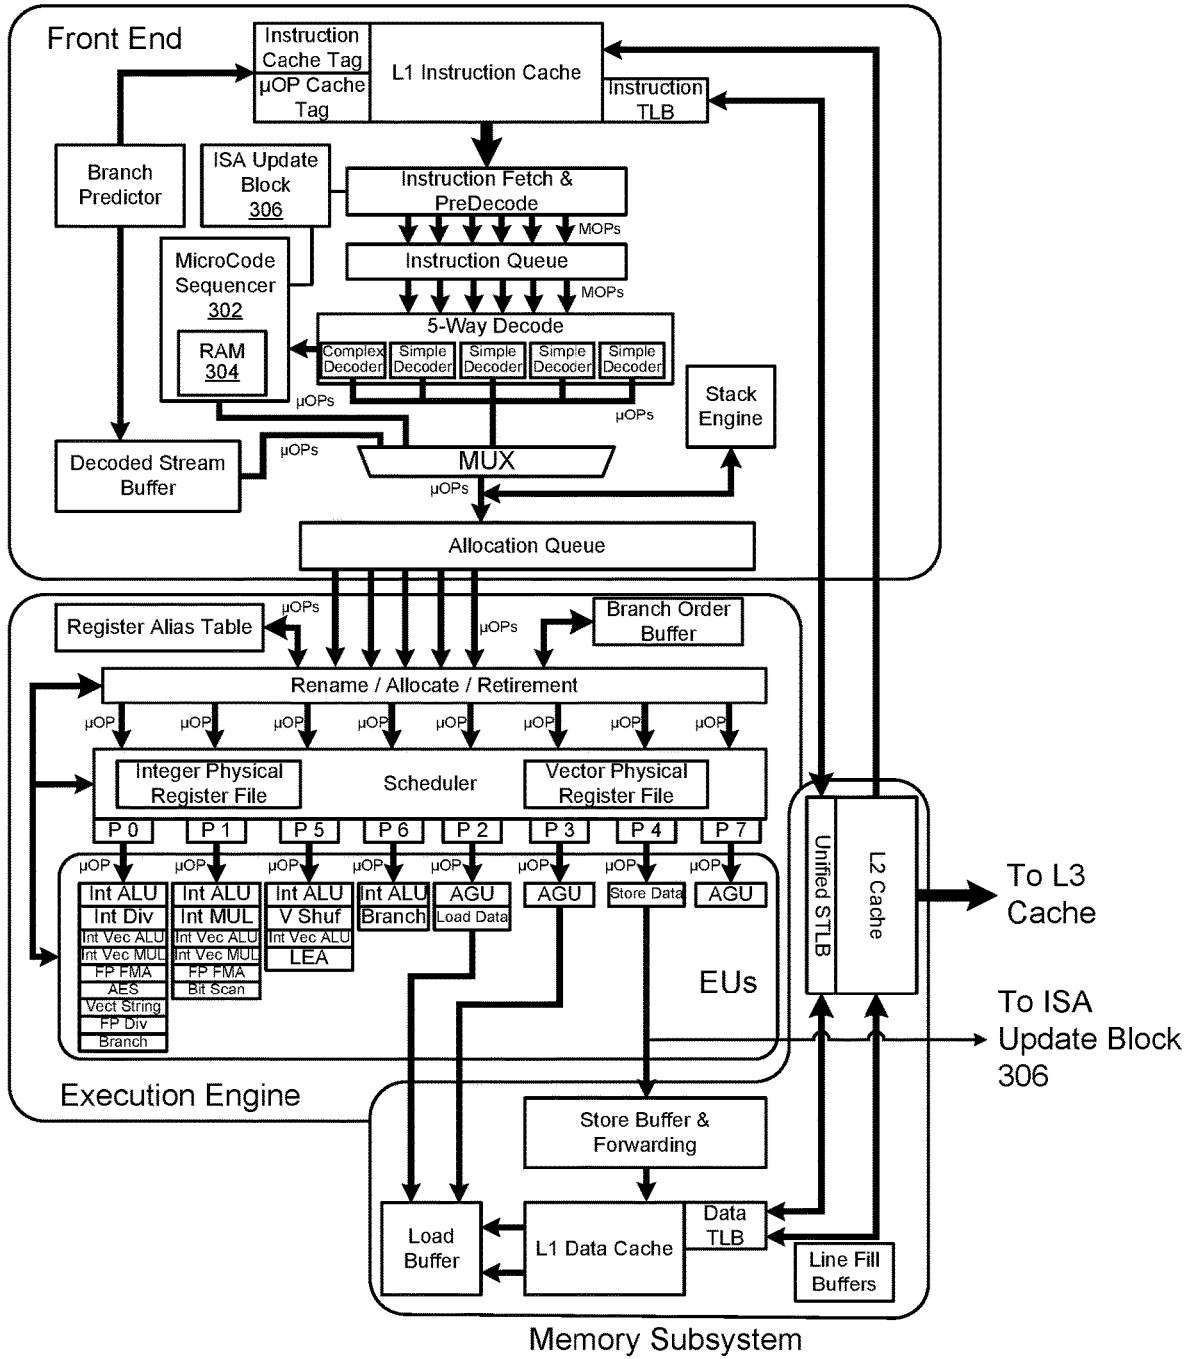 Front End
Instruction
Cache Tag
µOP Cache
Tag
L1 Instruction Cache
Instruction
TLB
Branch
Predictor
ISA Update
Block
306
Instruction Fetch &
PreDecode
MOPs
Instruction Queue
MOPs
MicroCode
Sequencer
302
RAM
304
5-Way Decode
Complex
Decoder
Simple
Decoder
Simple
Decoder
Simple
Decoder
Simple
Decoder
µOPs
µOPs
Stack
Engine
Decoded Stream
Buffer
µOPs
MUX
µOPs
Allocation Queue
µOPs
µOPs
Register Alias Table
Branch Order
Buffer
Rename / Allocate / Retirement
µOP
µOP
µOP
µOP
µOP
µOP
µOP
µOP
Integer Physical
Register File
Scheduler
Vector Physical
Register File
P 0
P 1
P 5
P 6
P 2
P 3
P 4
P 7
µOP
µOP
µOP
µOP
µOP
µOP
µOP
µOP
Int ALU
Int Div
Int Vec ALU
Int Vec MUL
FP FMA
AES
Vect String
FP Div
Branch
Int ALU
Int MUL
Int Vec ALU
Int Vec MUL
FP FMA
Bit Scan
Int ALU
V Shuf
Int Vec ALU
LEA
Int ALU
Branch
AGU
Load Data
AGU
Store Data
AGU
EUs
Execution Engine
Unified STLB
L2 Cache
To L3
Cache
To ISA
Update Block
306
Store Buffer &
Forwarding
Load
Buffer
L1 Data Cache
Data
TLB
Line Fill
Buffers
Memory Subsystem